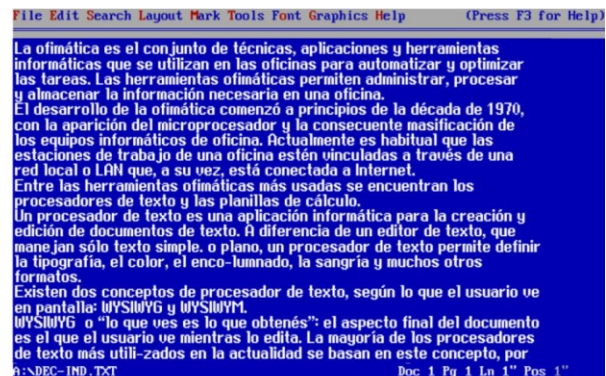 File Edit Search Layout Mark Tools Font Graphics Help (Press F3 for Help)
La ofimática es el conjunto de técnicas, aplicaciones y herramientas
informáticas que se utilizan en las oficinas para automatizar y optimizar
las tareas. Las herramientas ofimáticas permiten administrar, procesar
y almacenar la información necesaria en una oficina.
El desarrollo de la ofimática comenzó a principios de la década de 1970,
con la aparición del microprocesador y la consecuente masificación de
los equipos informáticos de oficina. Actualmente es habitual que las
estaciones de trabajo de una oficina estén vinculadas a través de una
red local o LAN que, a su vez, está conectada a Internet.
Entre las herramientas ofimáticas más usadas se encuentran los
procesadores de texto y las planillas de cálculo.
Un procesador de texto es una aplicación informática para la creación y
edición de documentos de texto. A diferencia de un editor de texto, que
manejan sólo texto simple. o plano, un procesador de texto permite definir
la tipografía, el color, el enco-lumnado, la sangría y muchos otros
formatos.
Existen dos conceptos de procesador de texto, según lo que el usuario ve
en pantalla: WYSIWYG y WYSIWYM.
WYSIWYG o “lo que ves es lo que obtenés”: el aspecto final del documento
es el que el usuario ve mientras lo edita. La mayoría de los procesadores
de texto más utili-zados en la actualidad se basan en este concepto, por
A:\DEC-IND.TXT Doc 1 Pg 1 Ln 1" Pos 1"